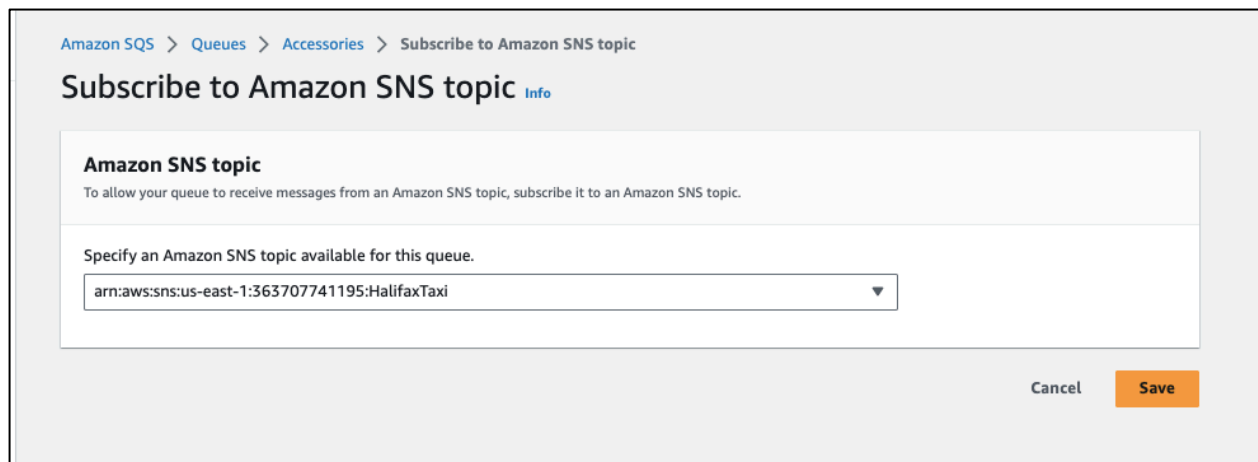 Amazon SQS > Queues > Accessories > Subscribe to Amazon SNS topic
Subscribe to Amazon SNS topic Info
Amazon SNS topic
To allow your queue to receive messages from an Amazon SNS topic, subscribe it to an Amazon SNS topic.
Specify an Amazon SNS topic available for this queue.
arn:aws:sns:us-east-1:363707741195:HalifaxTaxi
Cancel Save